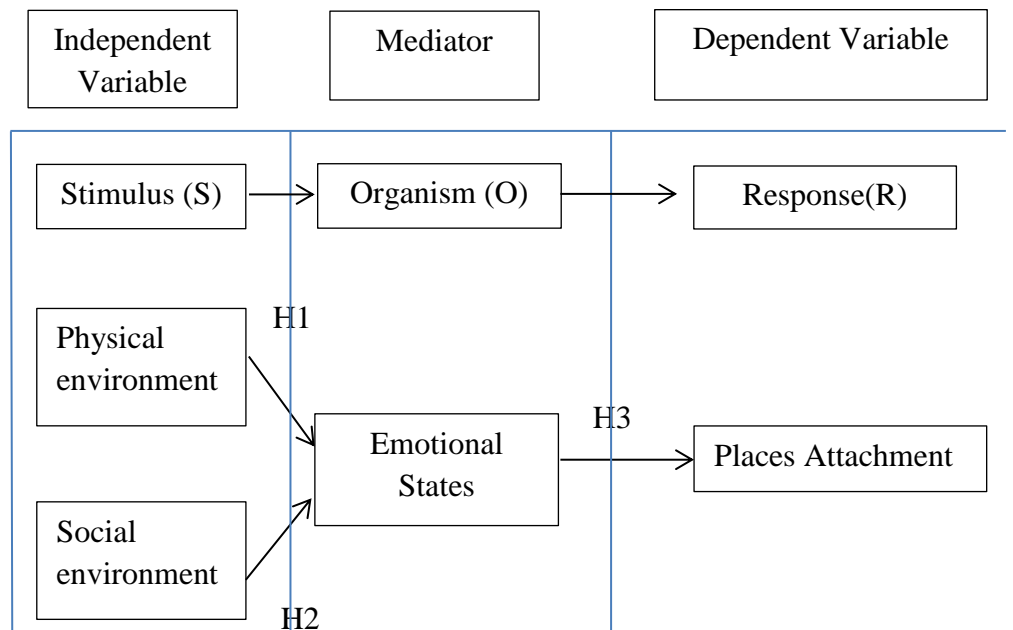 Independent
Variable
Mediator
Dependent Variable
Stimulus (S)
Organism (O)
Response(R)
Physical
environment
H1
Emotional
States
H3
Places Attachment
Social
environment
H2